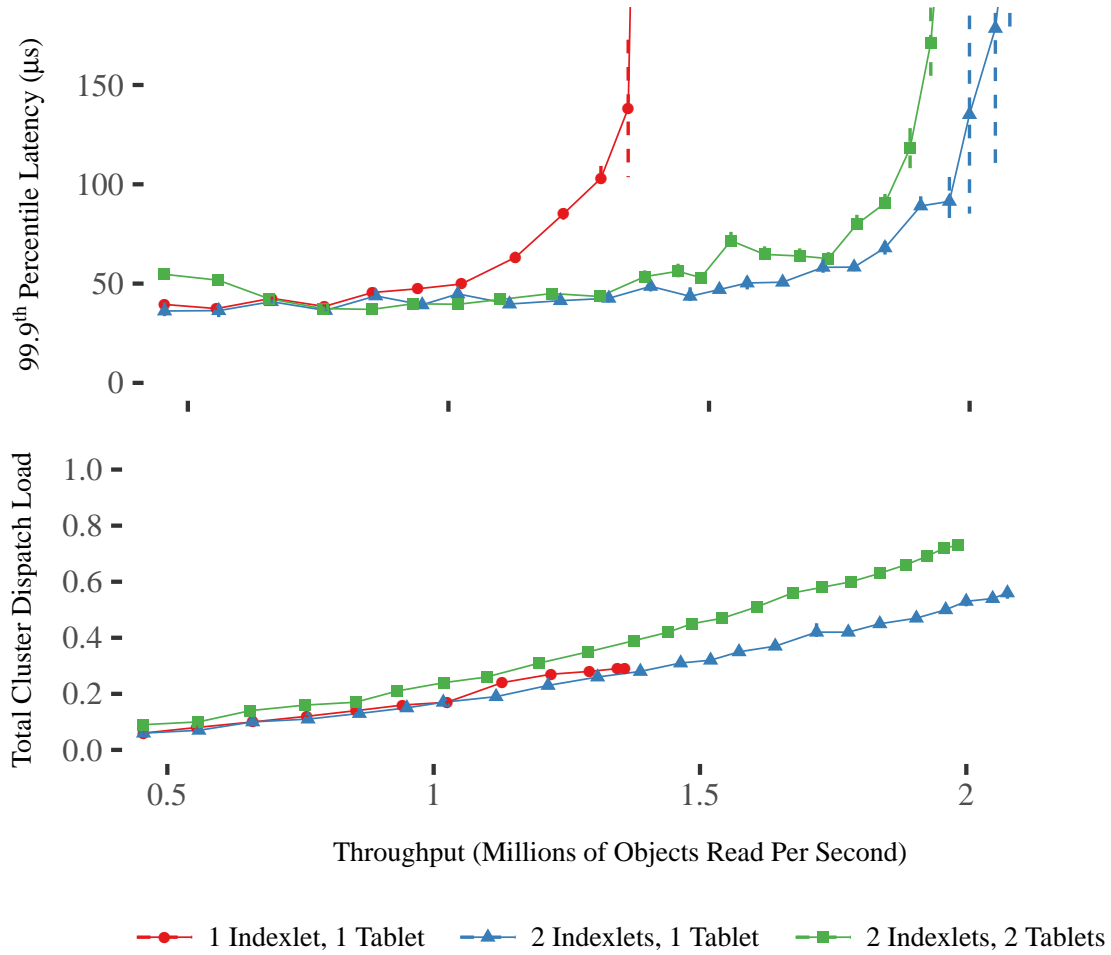 99.9th Percentile Latency (μs)
150
100
50
0
Total Cluster Dispatch Load
1.0
0.8
0.6
0.4
0.2
0.0
0.5 1 1.5 2
Throughput (Millions of Objects Read Per Second)
1 Indexlet, 1 Tablet 2 Indexlets, 1 Tablet 2 Indexlets, 2 Tablets